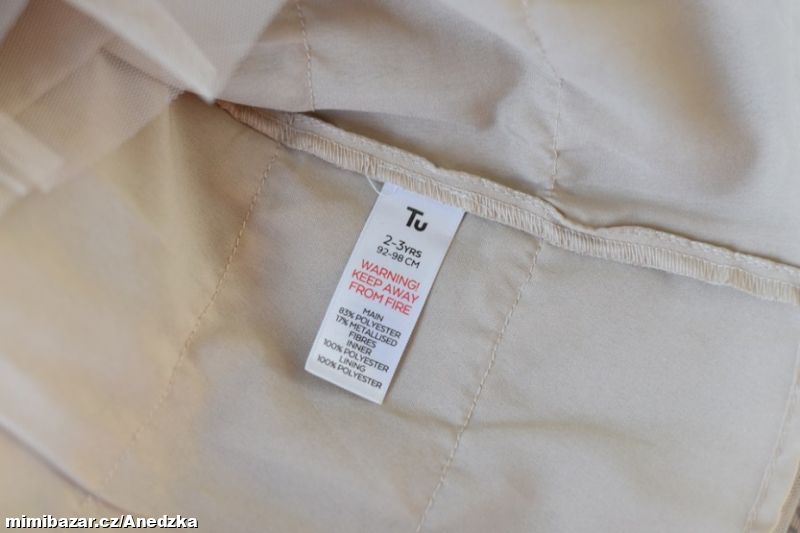 Tu
2-3YRS
92-98 CM
WARNING!
KEEP AWAY
FROM FIRE
MAIN
83% POLYESTER
17% METALLISED
FIBRES
INNER
100% POLYESTER
LINING
100% POLYESTER
mimibazar.cz/Anedzka